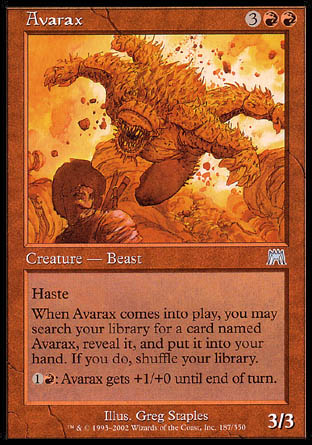 Avarax 3
Creature — Beast
Haste
When Avarax comes into play, you may
search your library for a card named
Avarax, reveal it, and put it into your
hand. If you do, shuffle your library.
1: Avarax gets +1/+0 until end of turn.
Illus. Greg Staples
™ & © 1993–2002 Wizards of the Coast, Inc. 187/350
3/3